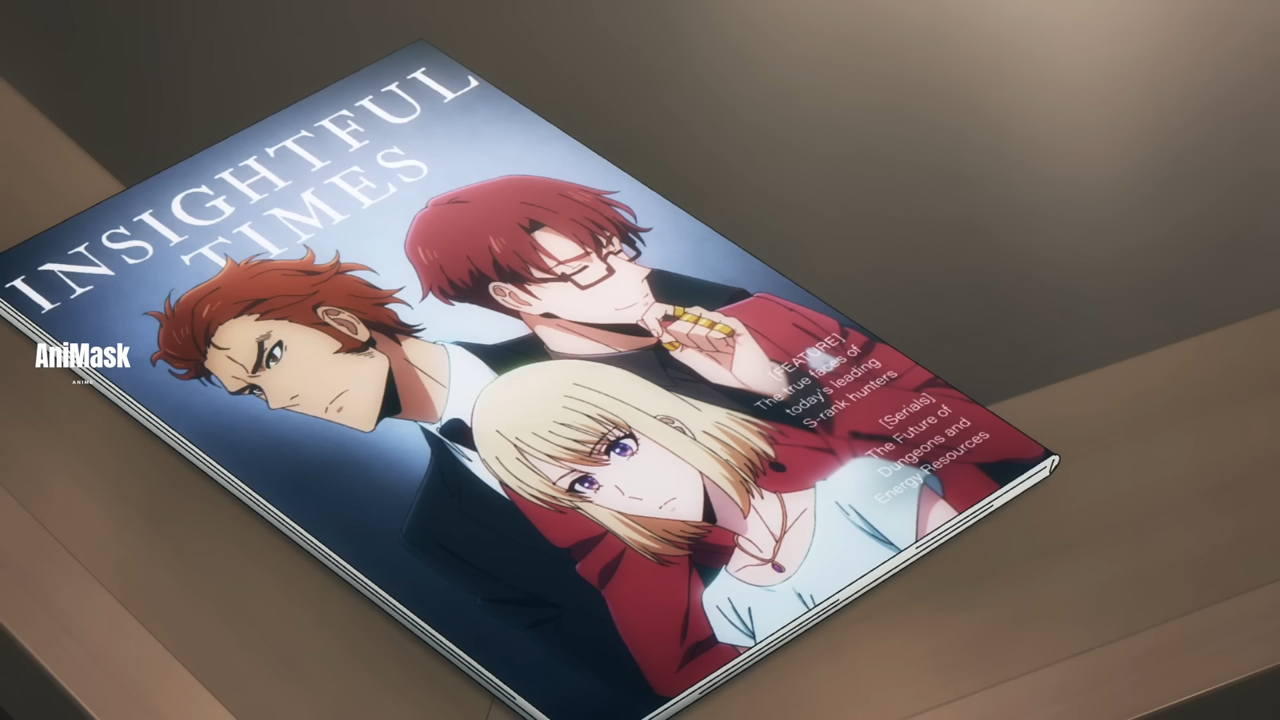 INSIGHTFUL
TIMES
AniMask
ANIME
[FEATURE]
The true faces of
today's leading
S-rank hunters
[Serials]
The Future of
Dungeons and
Energy Resources